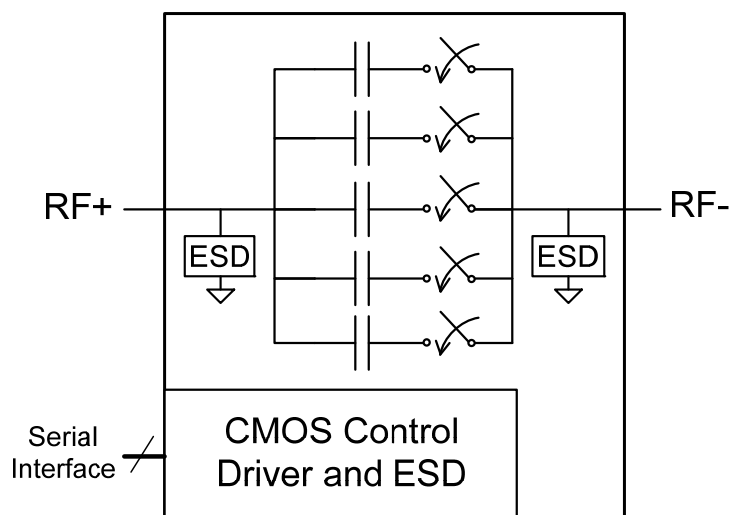 RF+
RF-
ESD
ESD
Serial
Interface
CMOS Control
Driver and ESD